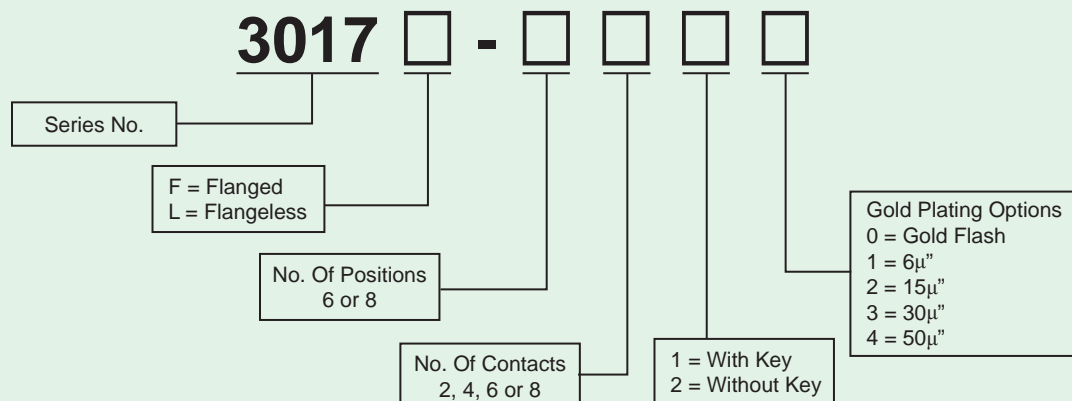 3017 □ - □ □ □ □
Series No.
F = Flanged
L = Flangeless
No. Of Positions
6 or 8
No. Of Contacts
2, 4, 6 or 8
1 = With Key
2 = Without Key
Gold Plating Options
0 = Gold Flash
1 = 6μ”
2 = 15μ”
3 = 30μ”
4 = 50μ”